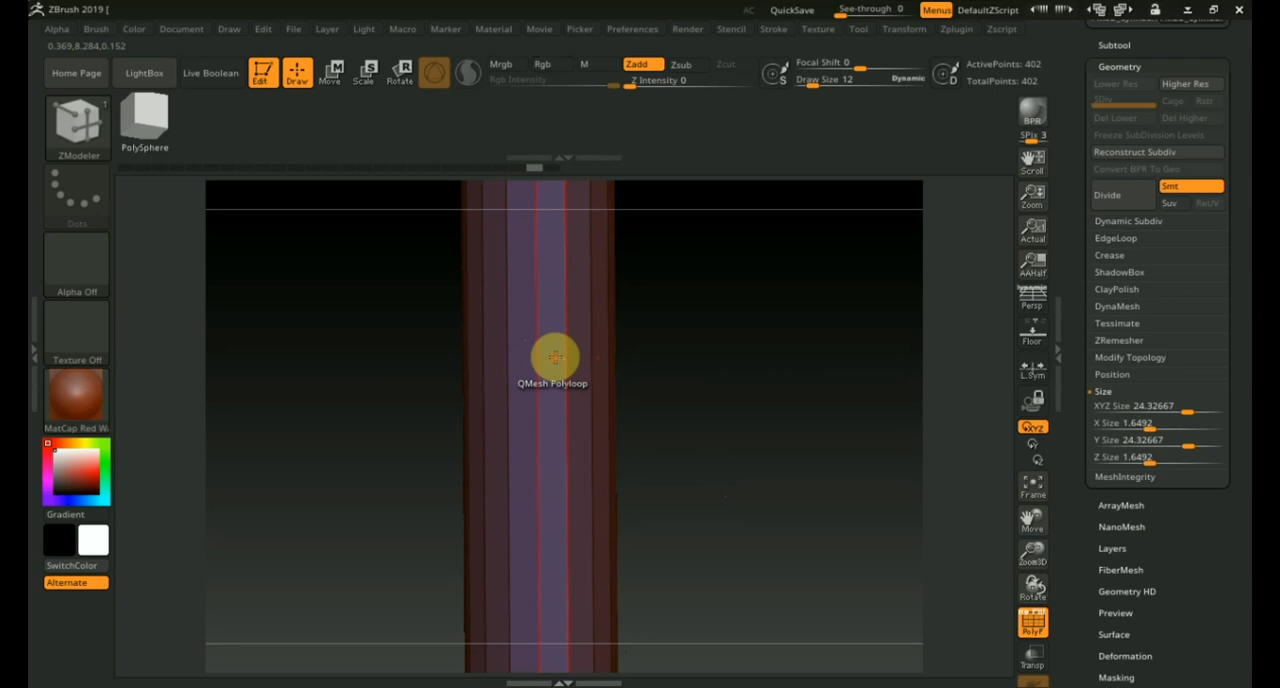 ZBrush 2019 [
AC QuickSave See-through 0 Menus DefaultZScript
Alpha Brush Color Document Draw Edit File Layer Light Macro Marker Material Movie Picker Preferences Render Stencil Stroke Texture Tool Transform Zplugin Zscript
0.369,8.284,0.152
Home Page LightBox Live Boolean Edit Draw Move Scale Rotate
Mrgb Rgb M Zadd Zsub Zcut
Rgb Intensity Z Intensity 0
Focal Shift 0
Draw Size 12 Dynamic
ActivePoints: 402
TotalPoints: 402
1
ZModeler PolySphere
Dots
Alpha Off
Texture Off
MatCap Red Wa
Gradient
SwitchColor
Alternate
QMesh Polyloop
BPR
SPix 3
Scroll
Zoom
Actual
AAHalf
Dynamic
Persp
Floor
L.Sym
XYZ
Frame
Move
Zoom3D
Rotate
PolyF
Transp
Subtool
Geometry
Lower Res Higher Res
SDiv Cage Rstr
Del Lower Del Higher
Freeze SubDivision Levels
Reconstruct Subdiv
Convert BPR To Geo
Divide Smt
Suv ReUV
Dynamic Subdiv
EdgeLoop
Crease
ShadowBox
ClayPolish
DynaMesh
Tessimate
ZRemesher
Modify Topology
Position
Size
XYZ Size 24.32667
X Size 1.6492
Y Size 24.32667
Z Size 1.6492
MeshIntegrity
ArrayMesh
NanoMesh
Layers
FiberMesh
Geometry HD
Preview
Surface
Deformation
Masking